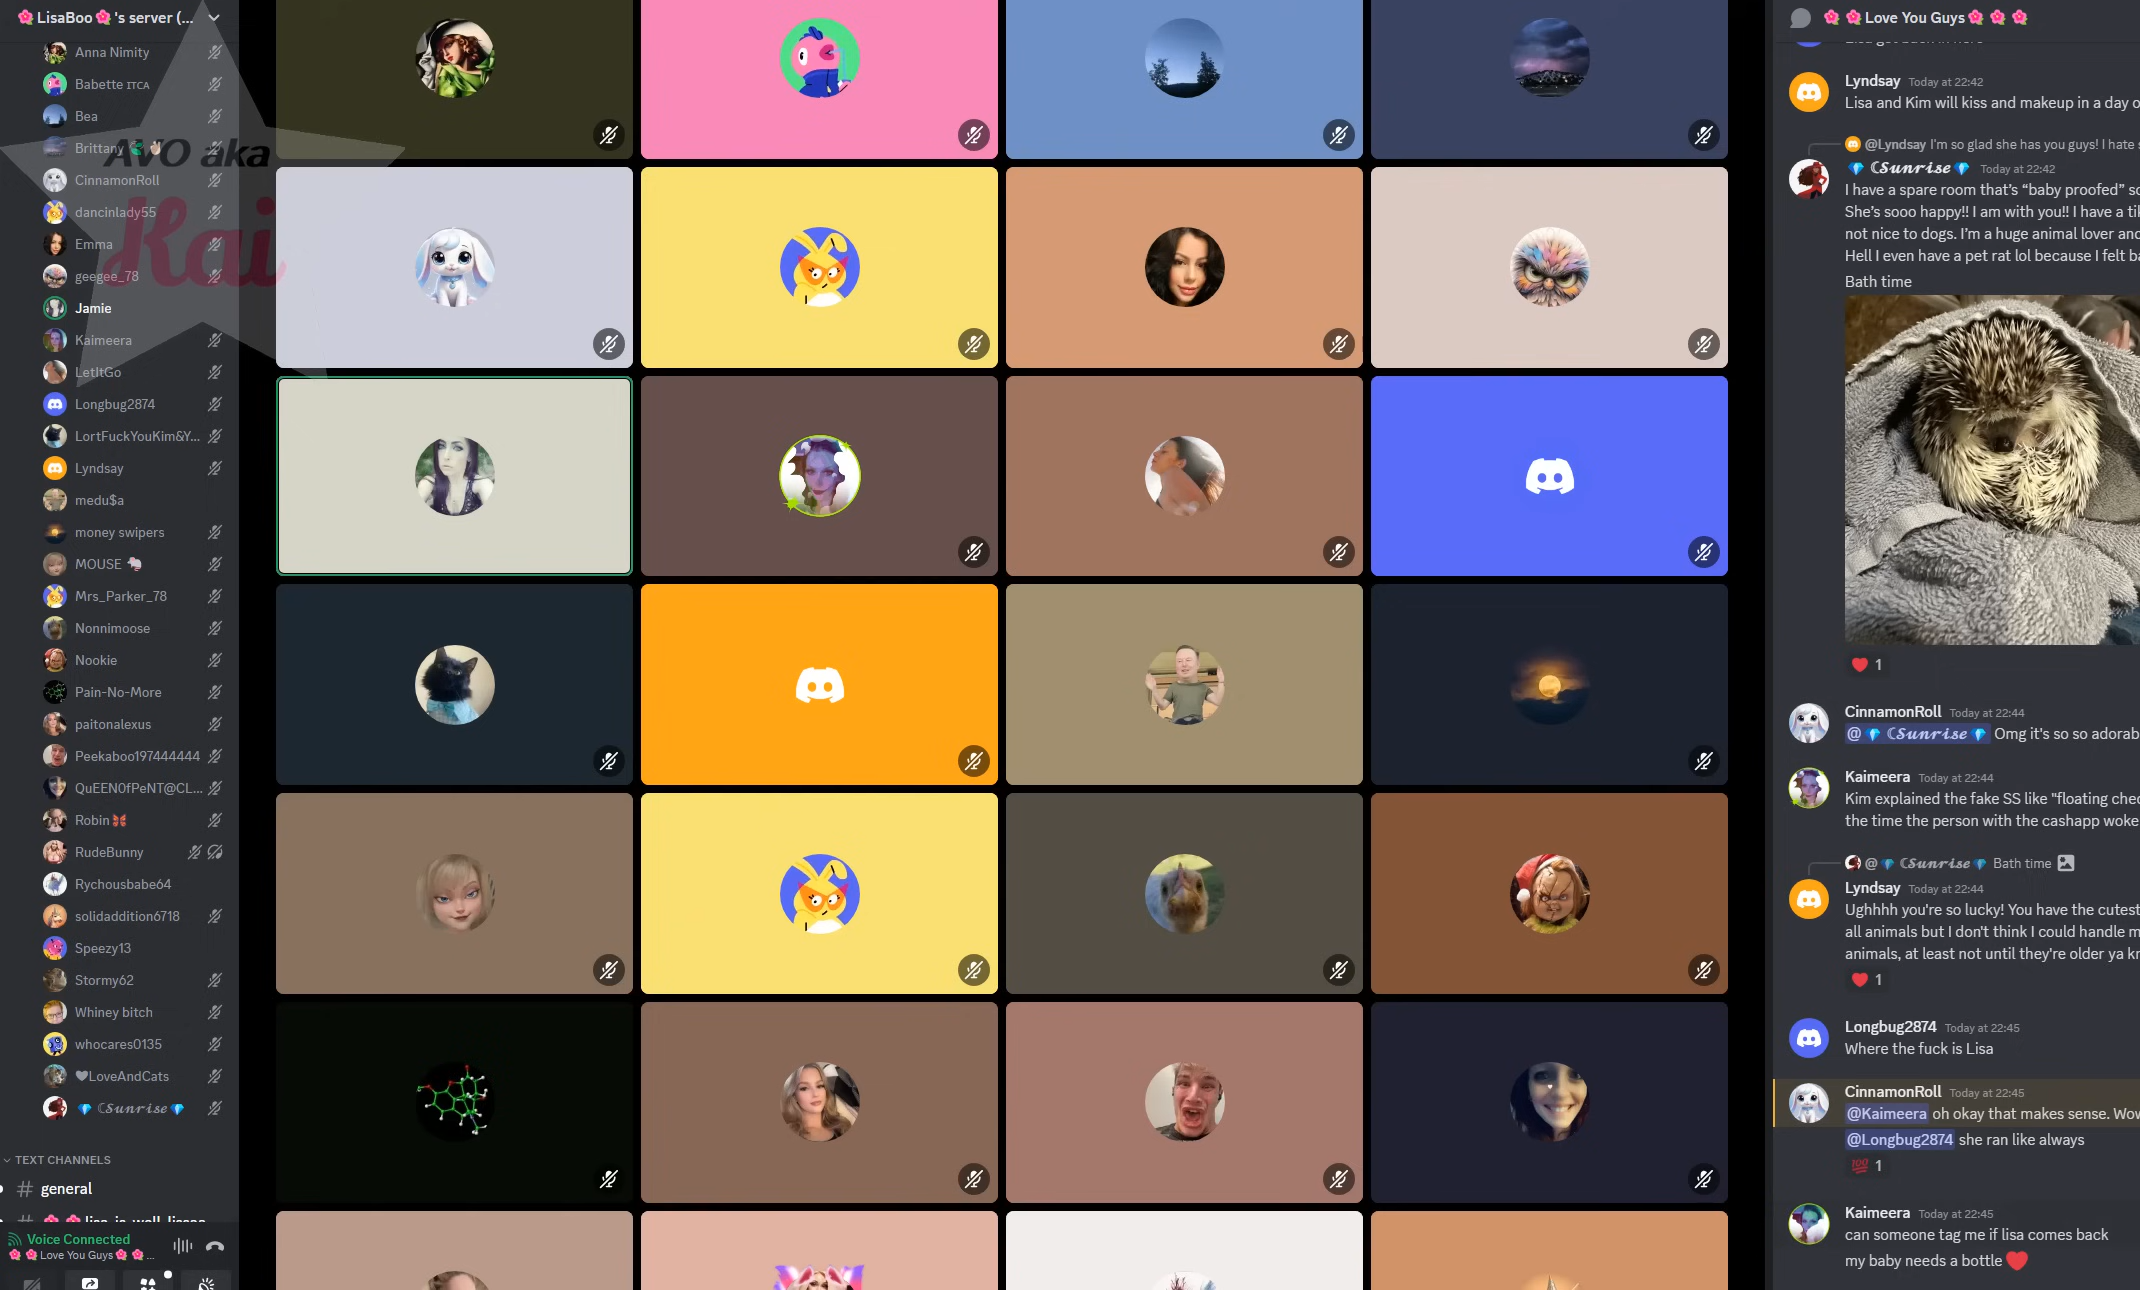 🌺LisaBoo🌺's server (...
Anna Nimity
Babette ITCA
Bea
Brittany
CinnamonRoll
dancinlady55
Emma
geegee_78
Jamie
Kaimeera
LetItGo
Longbug2874
LortFuckYouKim&Y...
Lyndsay
medu$a
money swipers
MOUSE 🐁
Mrs_Parker_78
Nonnimoose
Nookie
Pain-No-More
paitonalexus
Peekaboo197444444
QuEEN0fPeNT@CL...
Robin🦋
RudeBunny
Rychousbabe64
solidaddition6718
Speezy13
Stormy62
Whiney bitch
whocares0135
🖤LoveAndCats
💎☾𝓢𝓾𝓷𝓻𝓲𝓼𝓮💎
AVO aka
Kai
TEXT CHANNELS
# general
Voice Connected
🌺🌺Love You Guys🌺🌺...
🌺🌺Love You Guys🌺🌺🌺
Lyndsay Today at 22:42
Lisa and Kim will kiss and makeup in a day o
@Lyndsay I'm so glad she has you guys! I hate s
💎☾𝓢𝓾𝓷𝓻𝓲𝓼𝓮💎 Today at 22:42
I have a spare room that's “baby proofed” so
She's sooo happy!! I am with you!! I have a tik
not nice to dogs. I'm a huge animal lover and
Hell I even have a pet rat lol because I felt ba
Bath time
❤️ 1
CinnamonRoll Today at 22:44
@💎☾𝓢𝓾𝓷𝓻𝓲𝓼𝓮💎 Omg it's so so adorab
Kaimeera Today at 22:44
Kim explained the fake SS like "floating chec
the time the person with the cashapp woke
@💎☾𝓢𝓾𝓷𝓻𝓲𝓼𝓮💎 Bath time
Lyndsay Today at 22:44
Ughhhh you're so lucky! You have the cutest
all animals but I don't think I could handle m
animals, at least not until they're older ya kn
❤️ 1
Longbug2874 Today at 22:45
Where the fuck is Lisa
CinnamonRoll Today at 22:45
@Kaimeera oh okay that makes sense. Wow
@Longbug2874 she ran like always
💯 1
Kaimeera Today at 22:45
can someone tag me if lisa comes back
my baby needs a bottle❤️